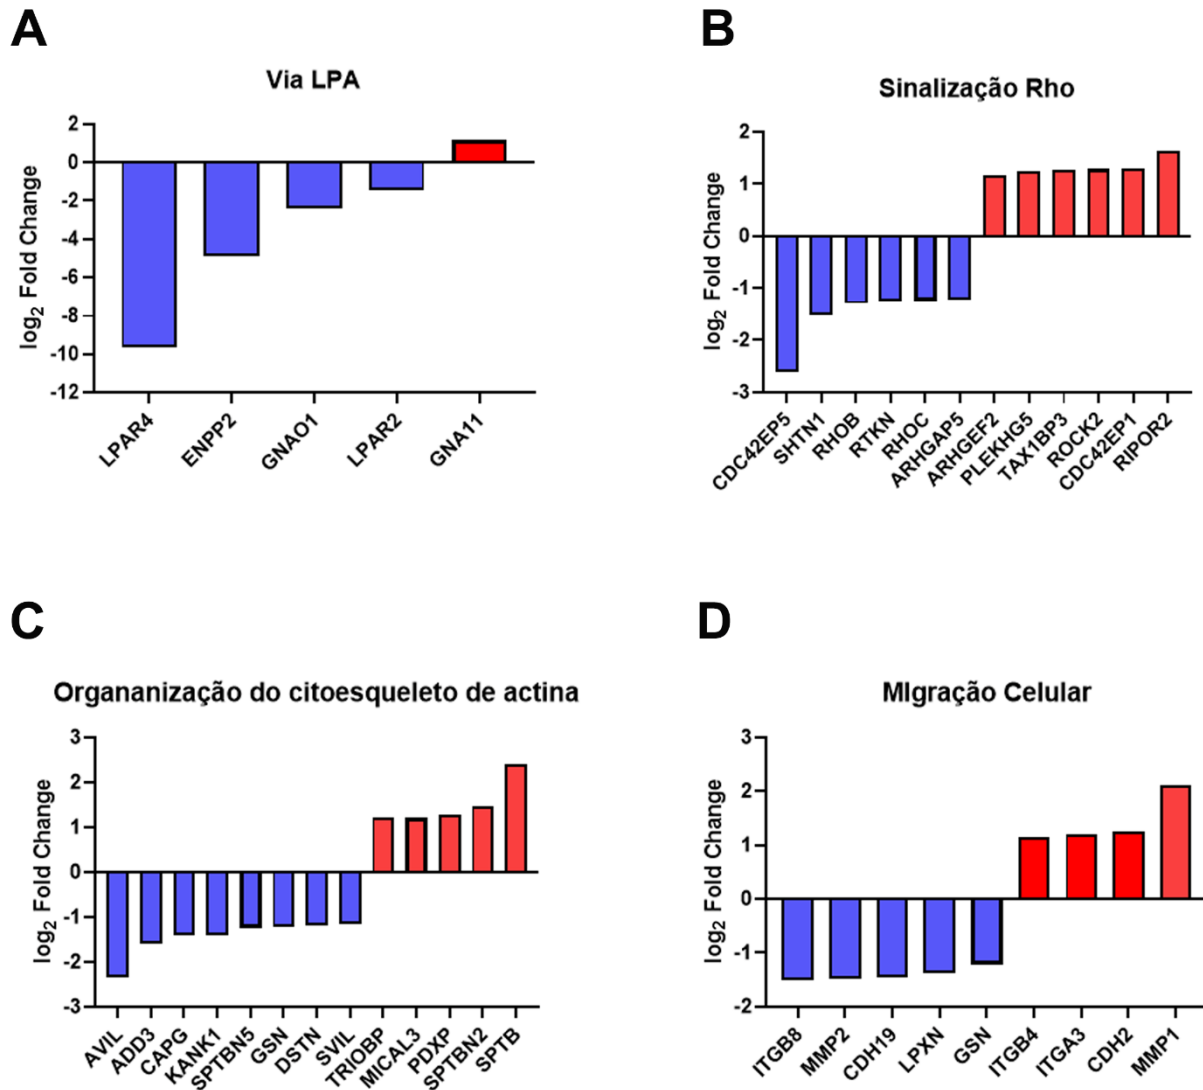 A
Via LPA
log2 Fold Change
2
0
-2
-4
-6
-8
-10
-12
LPAR4
ENPP2
GNAO1
LPAR2
GNA11
B
Sinalização Rho
log2 Fold Change
2
1
0
-1
-2
-3
CDC42EP5
SHTN1
RHOB
RTKN
RHOC
ARHGAP5
ARHGEF2
PLEKHG5
TAX1BP3
ROCK2
CDC42EP1
RIPOR2
C
Organanização do citoesqueleto de actina
log2 Fold Change
3
2
1
0
-1
-2
-3
AVIL
ADD3
CAPG
KANK1
SPTBN5
GSN
DSTN
SVIL
TRIOBP
MICAL3
PDXP
SPTBN2
SPTB
D
MIgração Celular
log2 Fold Change
3
2
1
0
-1
-2
ITGB8
MMP2
CDH19
LPXN
GSN
ITGB4
ITGA3
CDH2
MMP1